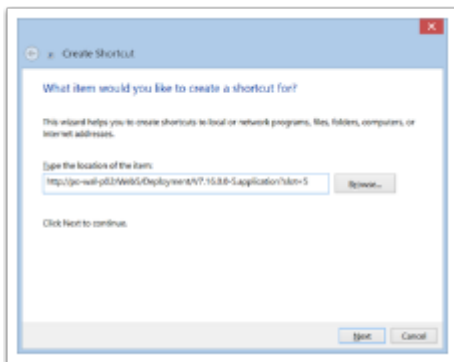 Create Shortcut
What item would you like to create a shortcut for?
This wizard helps you to create shortcuts to local or network programs, files, folders, computers, or
Internet addresses.
Type the location of the item:
Browse...
Click Next to continue.
Next
Cancel